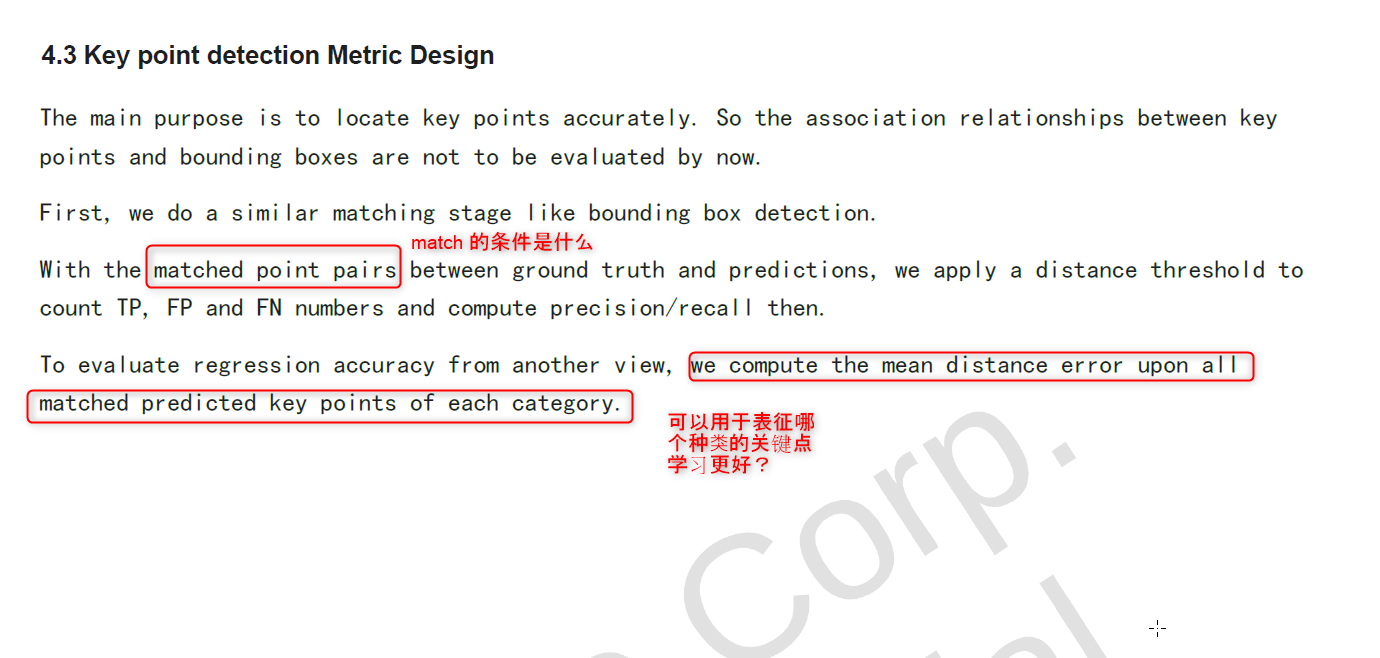 4.3 Key point detection Metric Design
The main purpose is to locate key points accurately. So the association relationships between key
points and bounding boxes are not to be evaluated by now.
First, we do a similar matching stage like bounding box detection.
match 的条件是什么
With the matched point pairs between ground truth and predictions, we apply a distance threshold to
count TP, FP and FN numbers and compute precision/recall then.
To evaluate regression accuracy from another view, we compute the mean distance error upon all
matched predicted key points of each category.
可以用于表征哪
个种类的关键点
学习更好？
Corp.